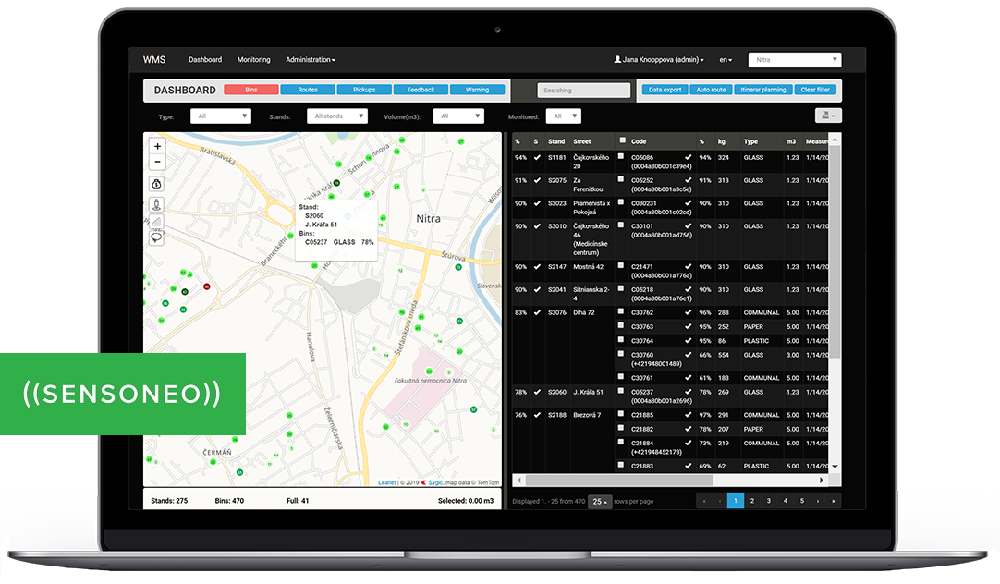 WMS Dashboard Monitoring Administration Jana Knopppova (admin) en Nitra
DASHBOARD Bins Routes Pickups Feedback Warning Searching Data export Auto route Itinerar planning Clear filter
Type: All Stands: All stands Volume(m3): All Monitored: All
+
−
Bratislavská
Schun
nnova
anka Kráľ
Stand:
S2060
J. Kráľa 51
Bins:
C05237 GLASS 78%
Nitra
Wilso
Braneckého
Ho
Štúrova
Slovensk
Štefánikova trieda
Hanulova
Fakultná nemocnica Nitra
Železničiarska
ČERMÁŇ
Leaflet | © 2019 Sygic, map data © TomTom
Stands: 275 Bins: 470 Full: 41 Selected: 0.00 m3
% S Stand Street Code % kg Type m3 Measur
94% S1181 Čajkovského C05086 94% 324 GLASS 1.23 1/14/20
20 (0004a30b001c39e4)
91% S2075 Za C05252 91% 313 GLASS 1.23 1/14/20
Ferenitkou (0004a30b001a3c5e)
90% S3023 Pramenistá x C030231 90% 310 GLASS 1.23 1/14/20
Pokojná (0004a30b001c02cd)
90% S3010 Čajkovského C30101 90% 310 GLASS 1.23 1/14/20
46 (0004a30b001ad756)
(Medicínske
centrum)
90% S2147 Mostná 42 C21471 90% 310 GLASS 1.23 1/14/20
(0004a30b001a776a)
90% S2041 Sitnianska 2- C05218 90% 310 GLASS 1.23 1/14/20
4 (0004a30b001a76e1)
83% S3076 Dlhá 72 C30762 96% 288 COMMUNAL 5.00 1/14/20
C30763 95% 252 PAPER 5.00 1/14/20
C30764 95% 86 PLASTIC 5.00 1/14/20
C30760 66% 554 GLASS 3.00 1/14/20
(+421948001489)
C30761 61% 183 COMMUNAL 5.00 1/14/20
78% S2060 J. Kráľa 51 C05237 78% 269 GLASS 1.23 1/14/20
(0004a30b001a2696)
76% S2188 Brezová 7 C21885 97% 291 COMMUNAL 5.00 1/14/20
C21882 78% 207 PAPER 5.00 1/14/20
C21884 73% 219 COMMUNAL 5.00 1/14/20
(+421948452178)
C21883 69% 62 PLASTIC 5.00 1/14/20
Displayed 1. - 25 from 470 25 rows per page « ‹ 1 2 3 4 5 › »
((SENSONEO))